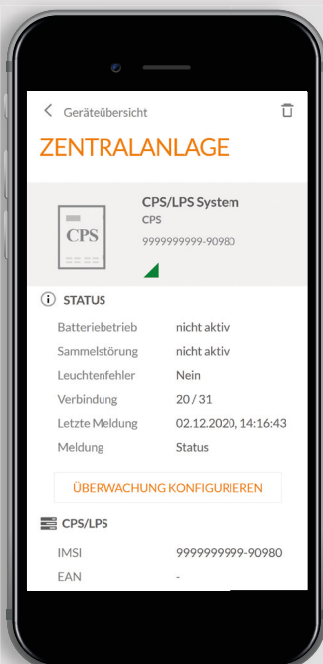 Geräteübersicht
ZENTRALANLAGE
CPS/LPS System
CPS
CPS
9999999999-90980
STATUS
Batteriebetrieb nicht aktiv
Sammelstörung nicht aktiv
Leuchtenfehler Nein
Verbindung 20 / 31
Letzte Meldung 02.12.2020, 14:16:43
Meldung Status
ÜBERWACHUNG KONFIGURIEREN
CPS/LPS
IMSI 9999999999-90980
EAN -